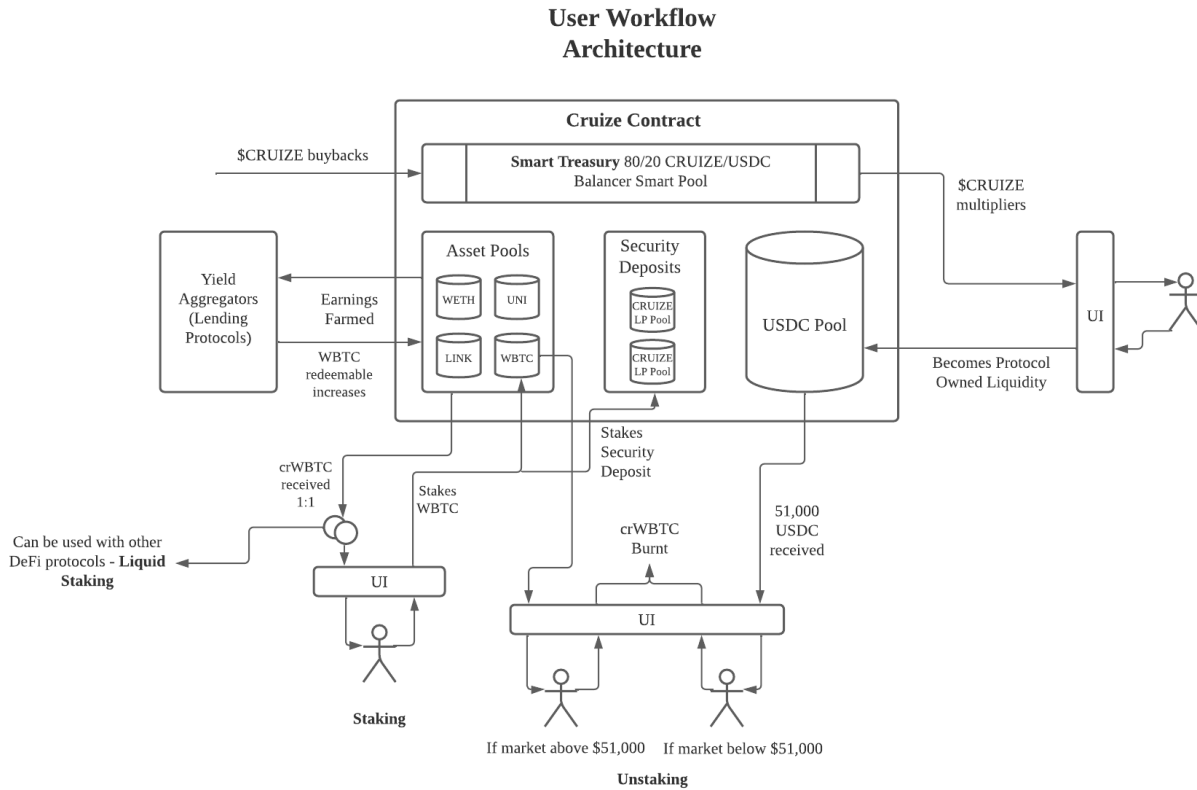 User Workflow
Architecture
Cruize Contract
$CRUIZE buybacks
Smart Treasury 80/20 CRUIZE/USDC
Balancer Smart Pool
$CRUIZE
multipliers
Yield
Aggregators
(Lending
Protocols)
Earnings
Farmed
WBTC
redeemable
increases
Asset Pools
WETH
UNI
LINK
WBTC
Security
Deposits
CRUIZE
LP Pool
CRUIZE
LP Pool
USDC Pool
UI
Becomes Protocol
Owned Liquidity
crWBTC
received
1:1
Stakes
WBTC
Stakes
Security
Deposit
51,000
USDC
received
Can be used with other
DeFi protocols - Liquid
Staking
UI
Staking
crWBTC
Burnt
UI
If market above $51,000
If market below $51,000
Unstaking